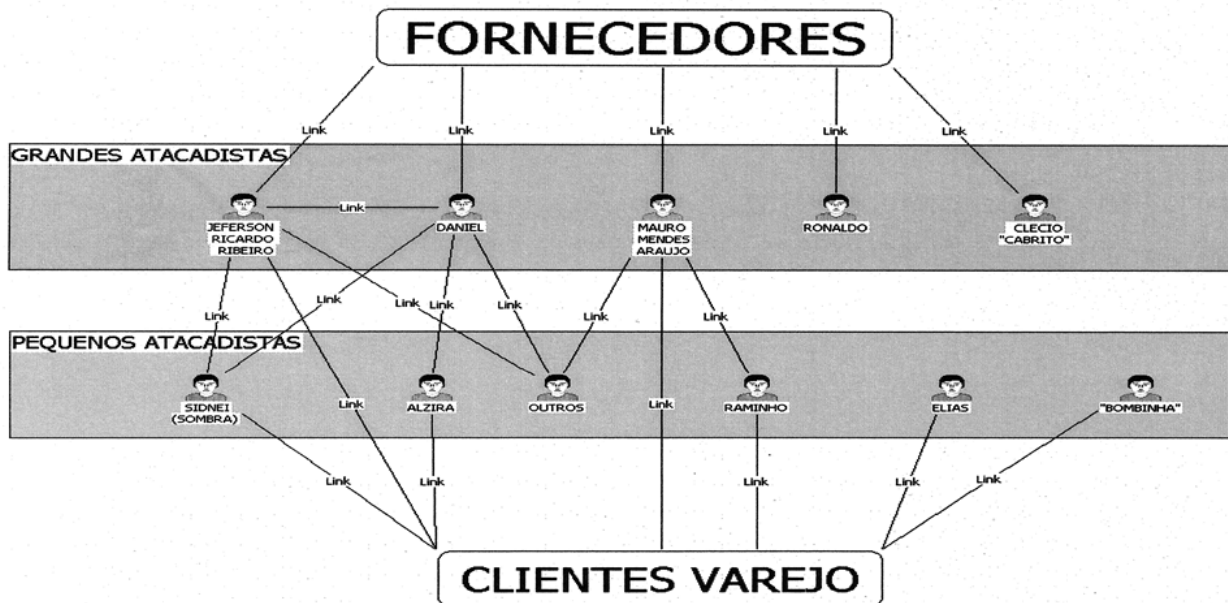 FORNECEDORES
Link
Link
Link
Link
Link
GRANDES ATACADISTAS
Link
JEFERSON
RICARDO
RIBEIRO
DANIEL
MAURO
MENDES
ARAUJO
RONALDO
CLECIO
"CABRITO"
Link
Link
Link
Link
Link
Link
Link
PEQUENOS ATACADISTAS
SIDNEI
(SOMBRA)
ALZIRA
OUTROS
RAMINHO
ELIAS
"BOMBINHA"
Link
Link
Link
Link
Link
Link
Link
CLIENTES VAREJO